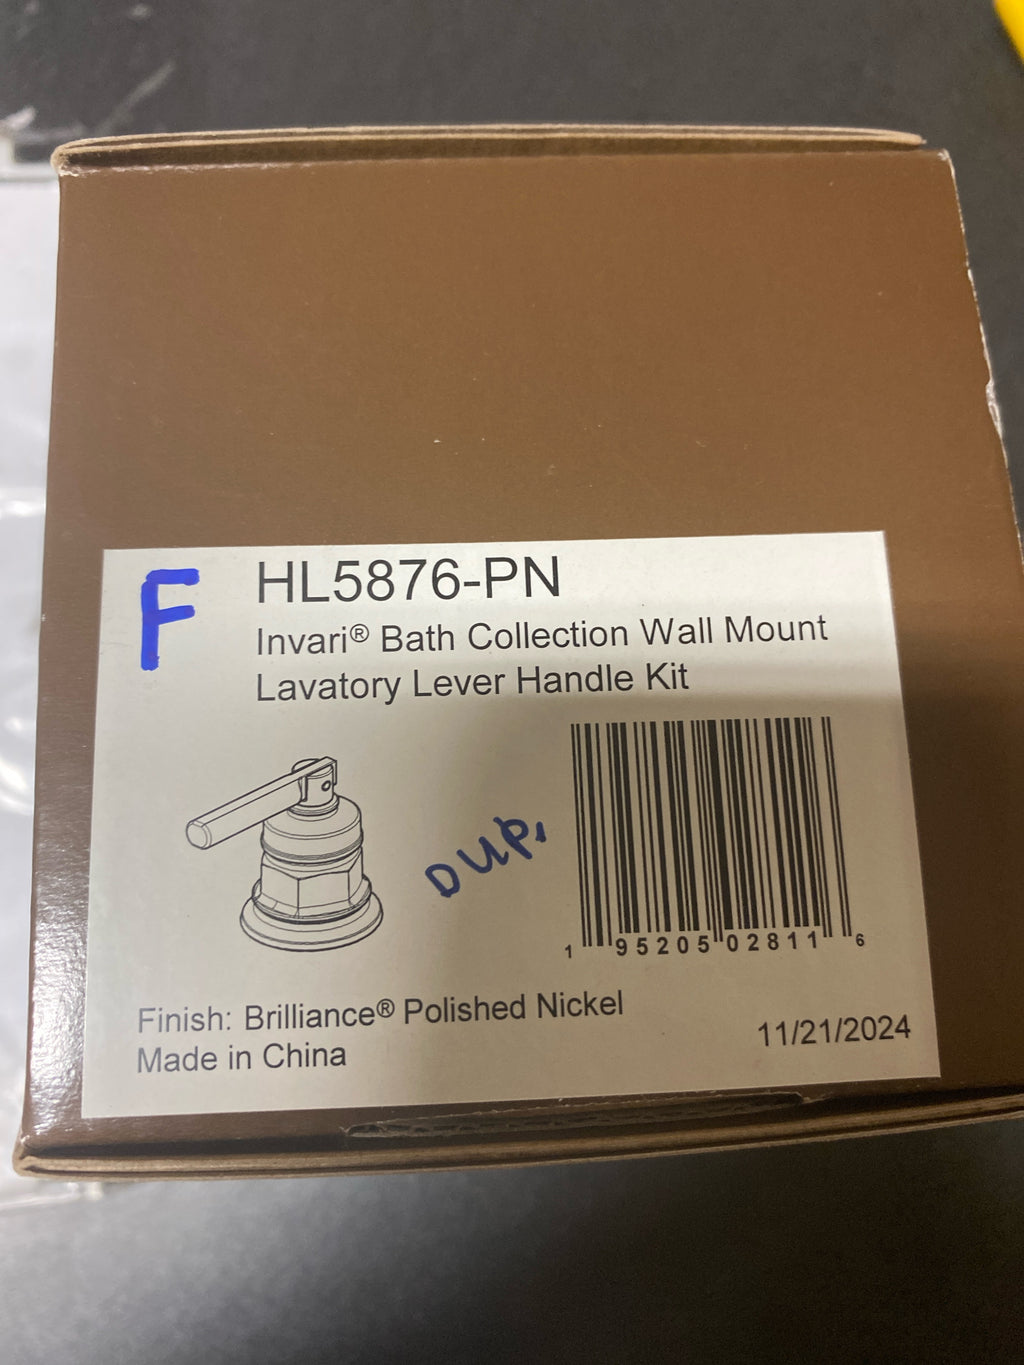 F
HL5876-PN
Invari® Bath Collection Wall Mount
Lavatory Lever Handle Kit
DUP.
1 95205 02811 6
Finish: Brilliance® Polished Nickel
Made in China
11/21/2024